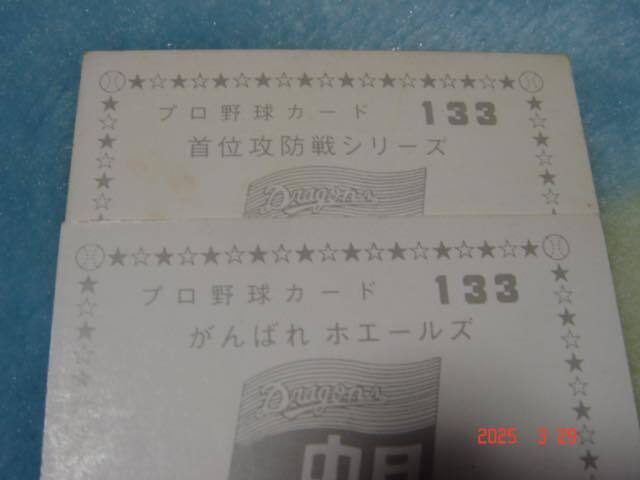 プロ野球カード 133
首位攻防戦シリーズ
Dragons
プロ野球カード 133
がんばれ ホエールズ
Dragons
2025 3 29